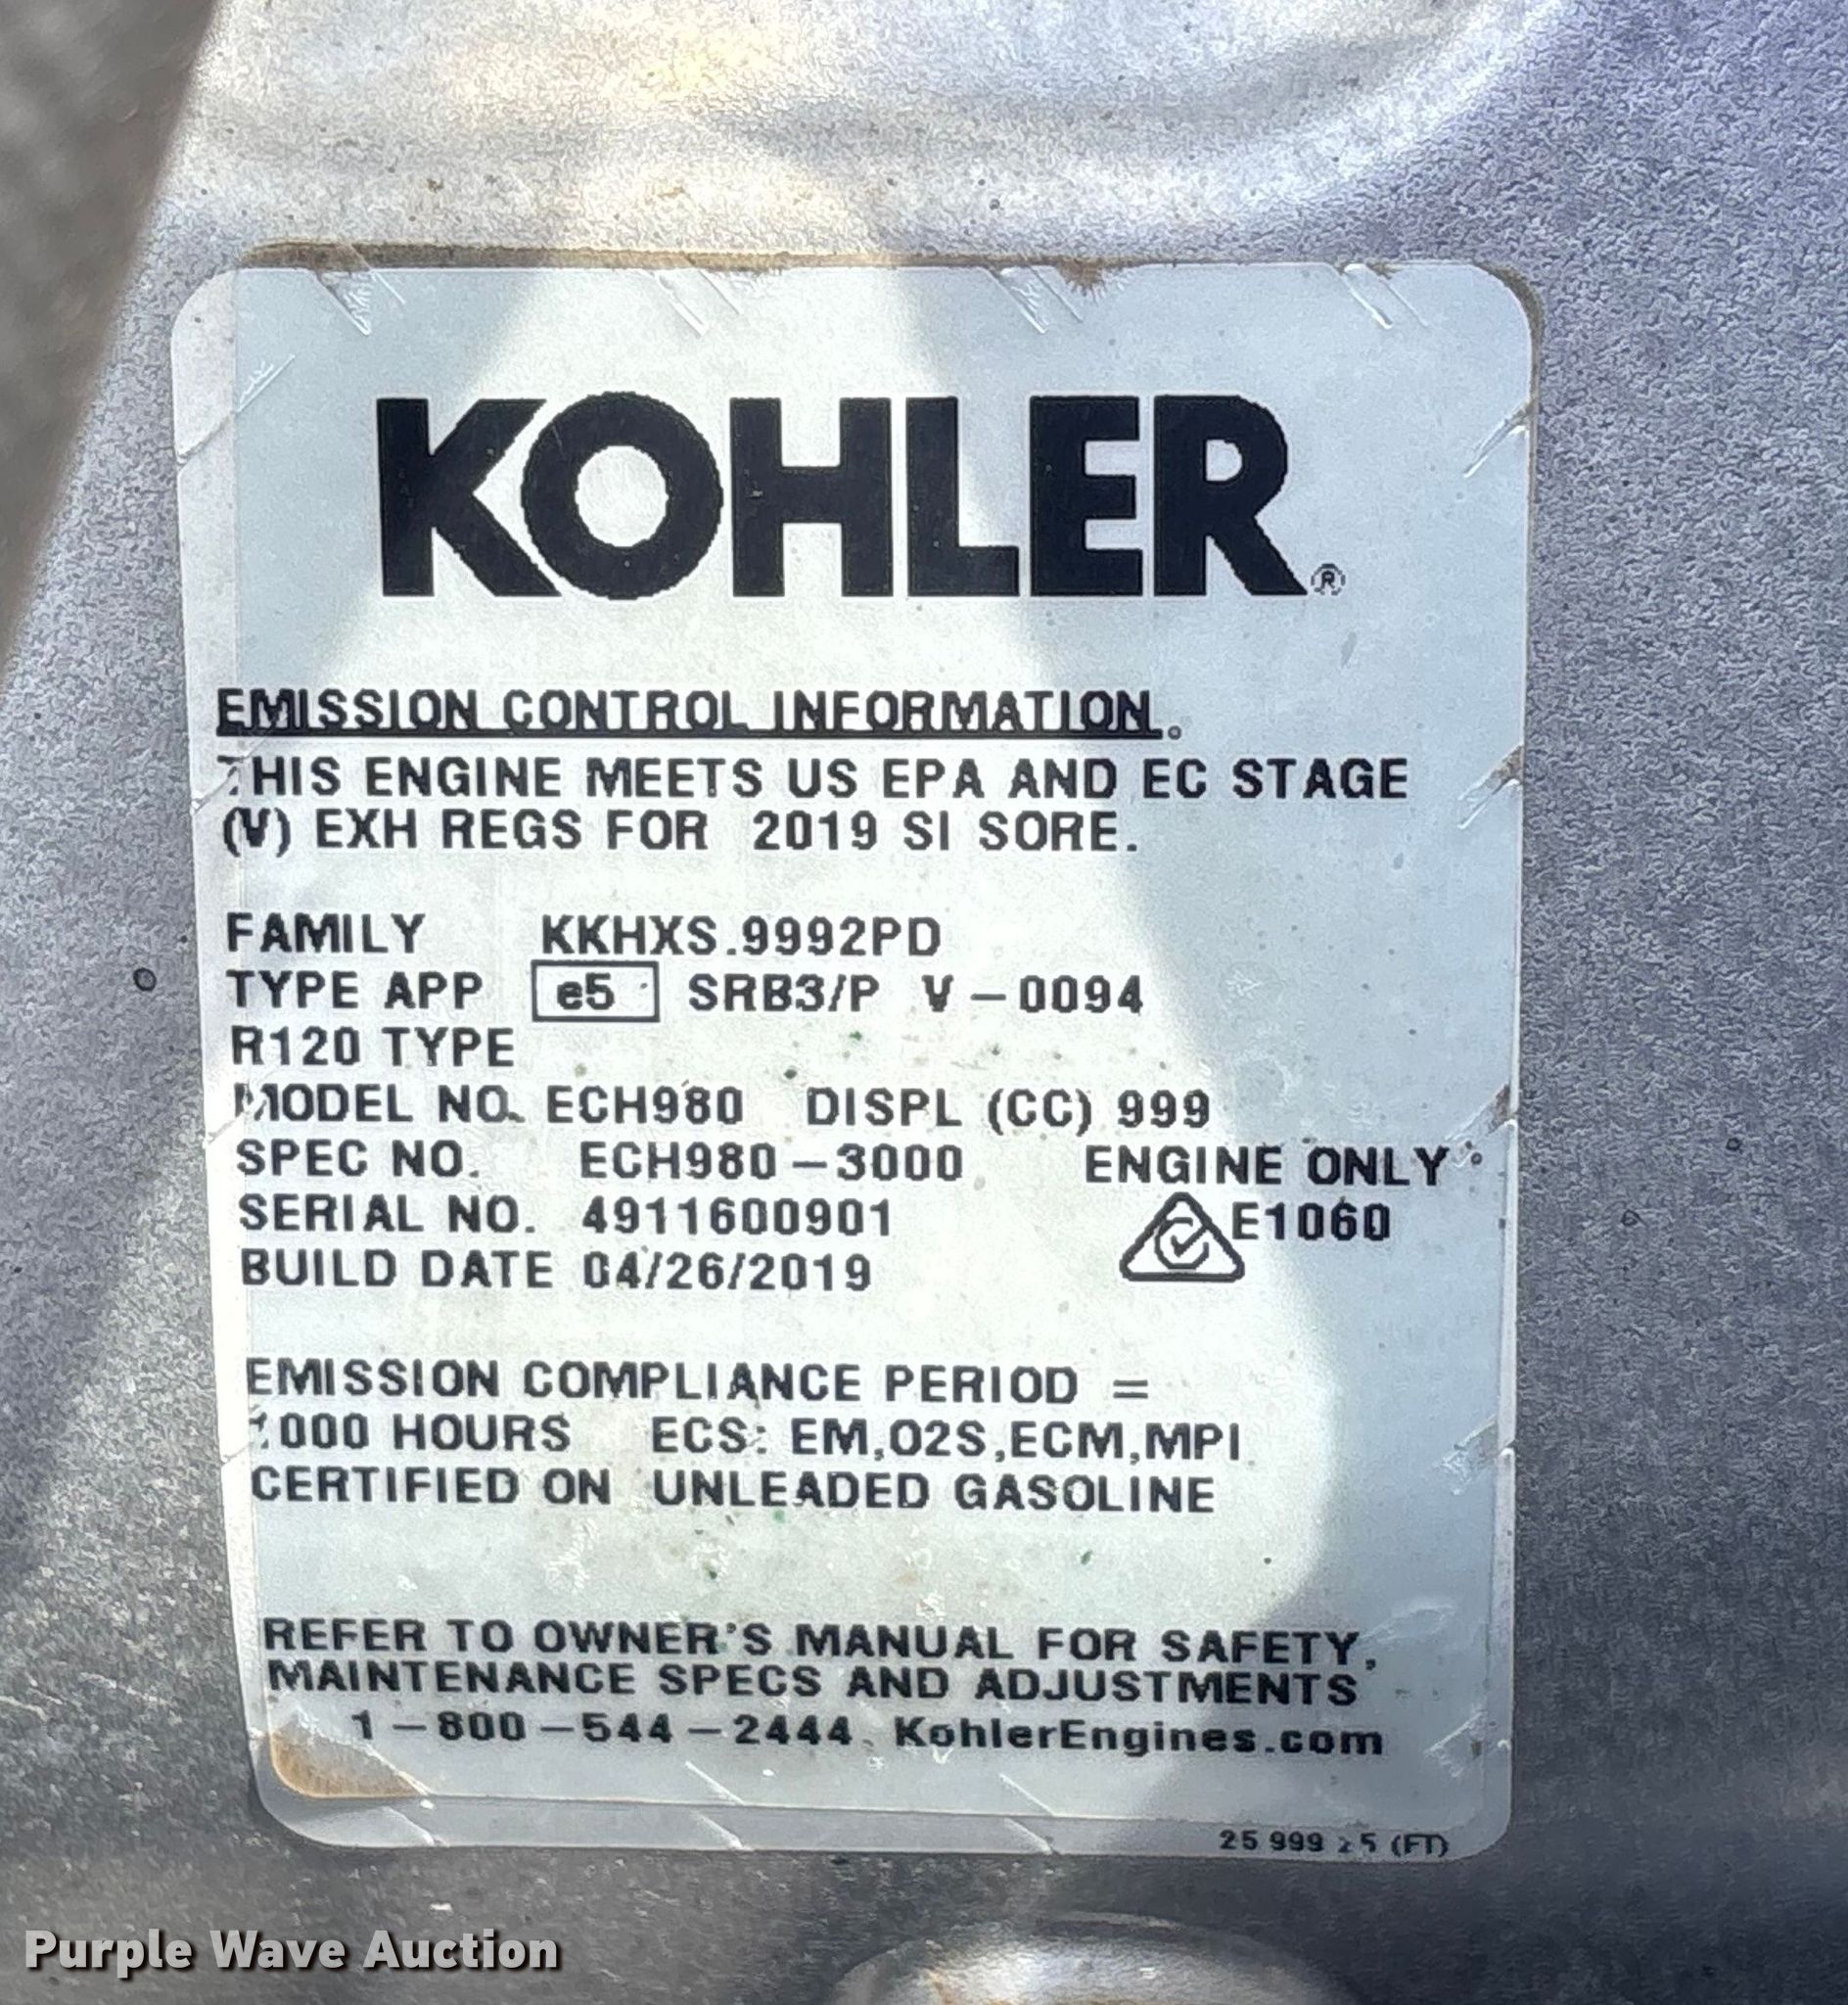 KOHLER®
EMISSION CONTROL INFORMATION.
THIS ENGINE MEETS US EPA AND EC STAGE
(V) EXH REGS FOR 2019 SI SORE.
FAMILY KKHXS.9992PD
TYPE APP e5 SRB3/P V-0094
R120 TYPE
MODEL NO. ECH980 DISPL (CC) 999
SPEC NO. ECH980-3000 ENGINE ONLY
SERIAL NO. 4911600901 E1060
BUILD DATE 04/26/2019
EMISSION COMPLIANCE PERIOD =
HOURS ECS: EM,O2S,ECM,MPI
CERTIFIED ON UNLEADED GASOLINE
REFER TO OWNER'S MANUAL FOR SAFETY,
MAINTENANCE SPECS AND ADJUSTMENTS
1-800-544-2444 KohlerEngines.com
25 999 (FT)
Purple Wave Auction